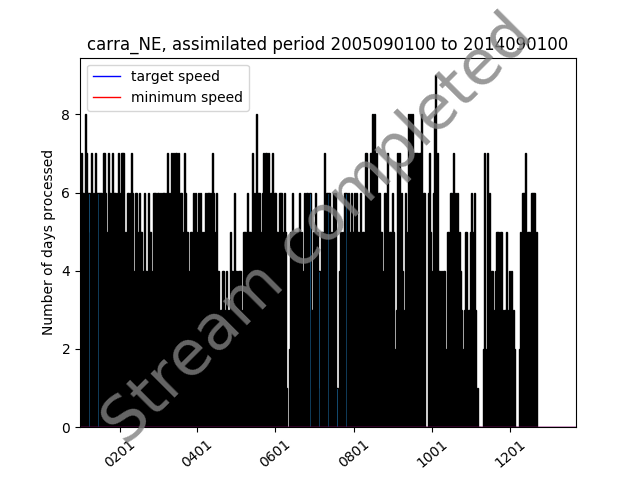 carra_NE, assimilated period 2005090100 to 2014090100
target speed
minimum speed
Number of days processed
8
6
4
2
0
0201 0401 0601 0801 1001 1201
Stream completed